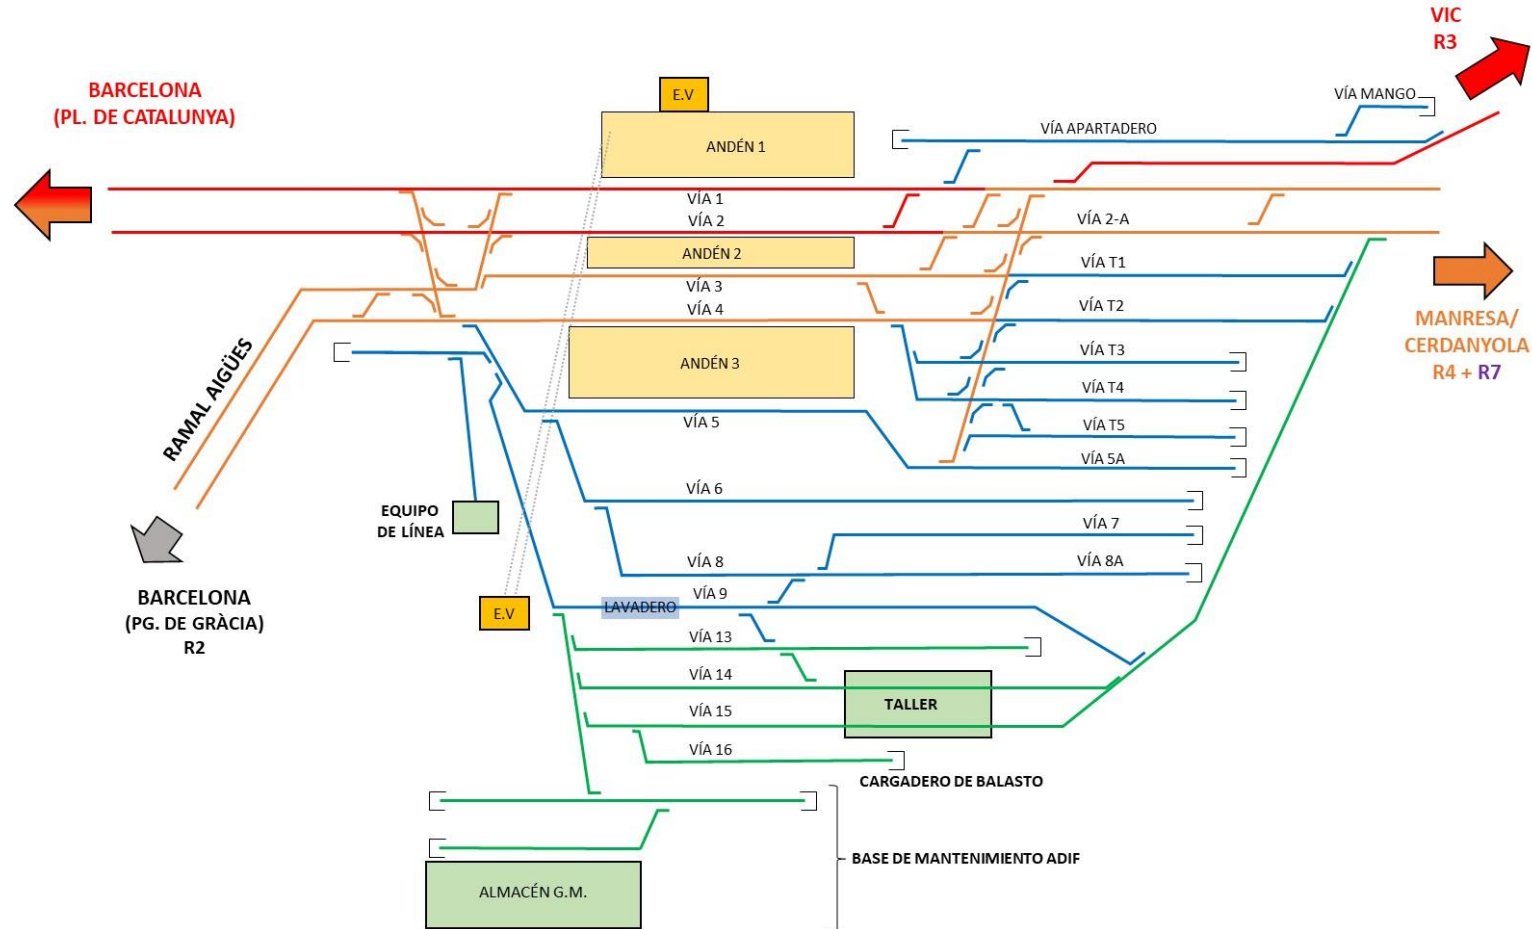 VIC
R3
BARCELONA
(PL. DE CATALUNYA)
E.V
VÍA MANGO
VÍA APARTADERO
ANDÉN 1
VÍA 1
VÍA 2
VÍA 2-A
ANDÉN 2
VÍA T1
VÍA 3
VÍA 4
VÍA T2
MANRESA/
CERDANYOLA
R4 + R7
RAMAL AIGÜES
ANDÉN 3
VÍA T3
VÍA T4
VÍA 5
VÍA T5
VÍA 5A
VÍA 6
EQUIPO
DE LÍNEA
VÍA 7
VÍA 8
VÍA 8A
BARCELONA
(PG. DE GRÀCIA)
R2
E.V
LAVADERO
VÍA 9
VÍA 13
VÍA 14
TALLER
VÍA 15
VÍA 16
CARGADERO DE BALASTO
BASE DE MANTENIMIENTO ADIF
ALMACÉN G.M.